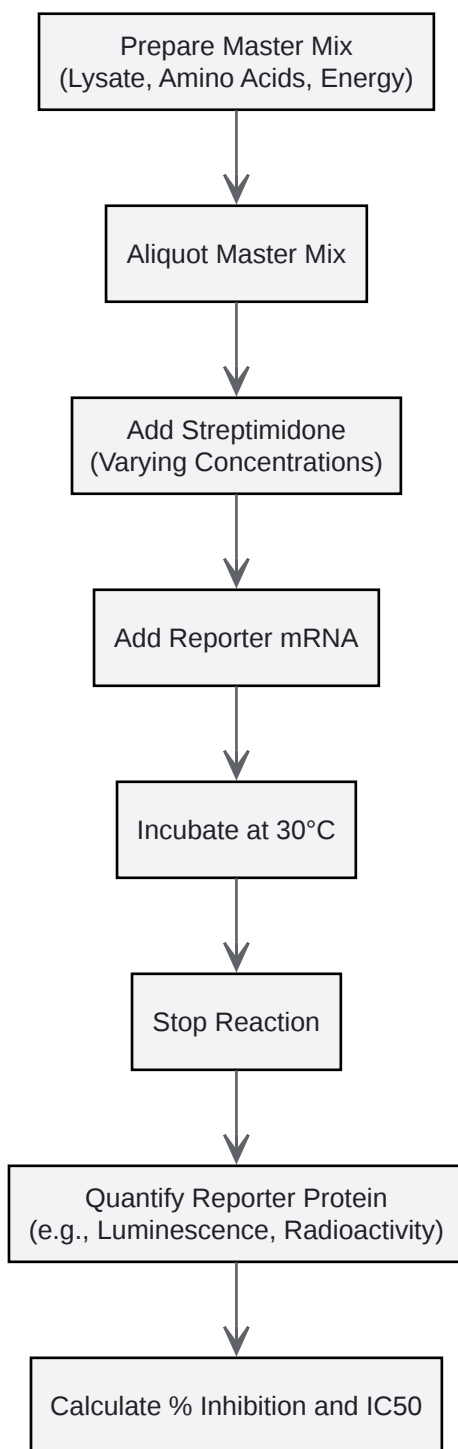 Prepare Master Mix
(Lysate, Amino Acids, Energy)
Aliquot Master Mix
Add Streptimidone
(Varying Concentrations)
Add Reporter mRNA
Incubate at 30°C
Stop Reaction
Quantify Reporter Protein
(e.g., Luminescence, Radioactivity)
Calculate % Inhibition and IC50